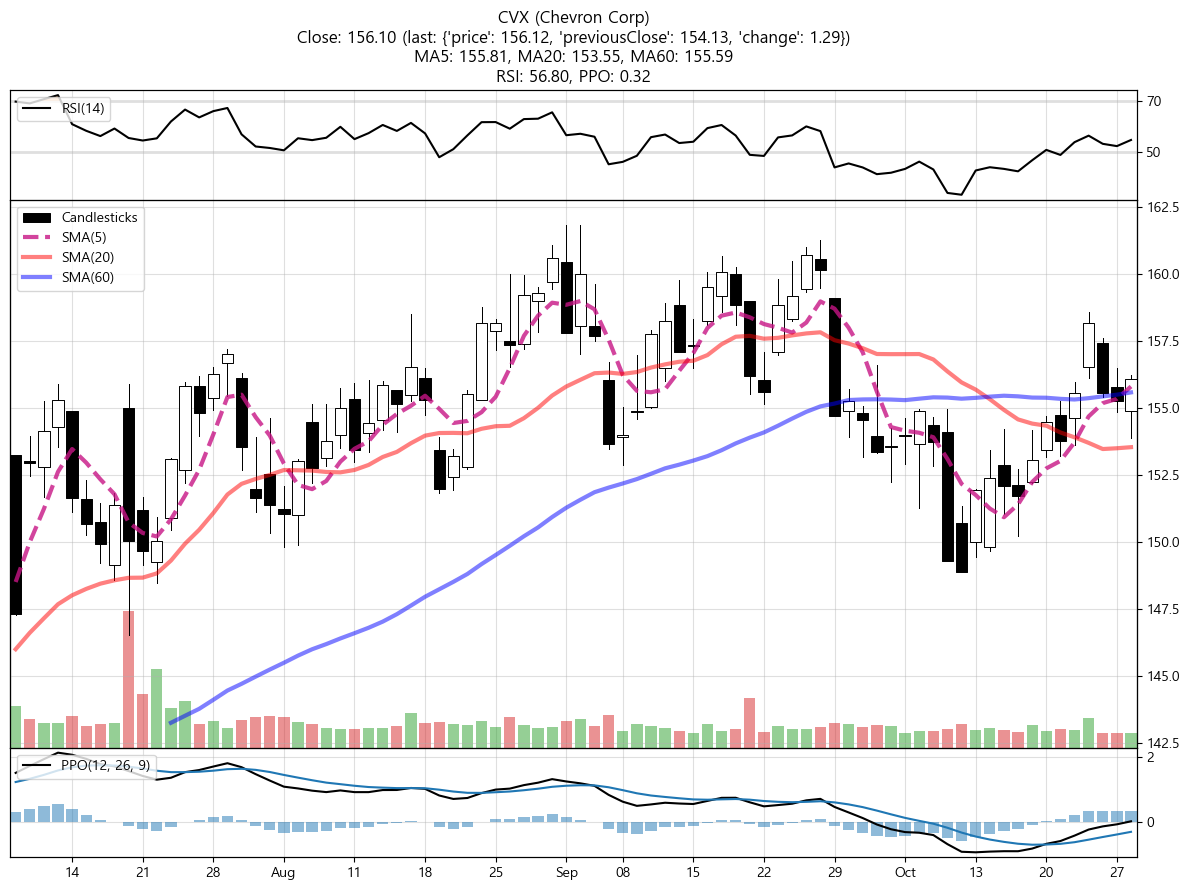 CVX (Chevron Corp)
Close: 156.10 (last: {'price': 156.12, 'previousClose': 154.13, 'change': 1.29})
MA5: 155.81, MA20: 153.55, MA60: 155.59
RSI: 56.80, PPO: 0.32
RSI(14)
70
50
Candlesticks
SMA(5)
SMA(20)
SMA(60)
162.5
160.0
157.5
155.0
152.5
150.0
147.5
145.0
142.5
PPO(12, 26, 9)
2
0
14 21 28 Aug 11 18 25 Sep 08 15 22 29 Oct 13 20 27